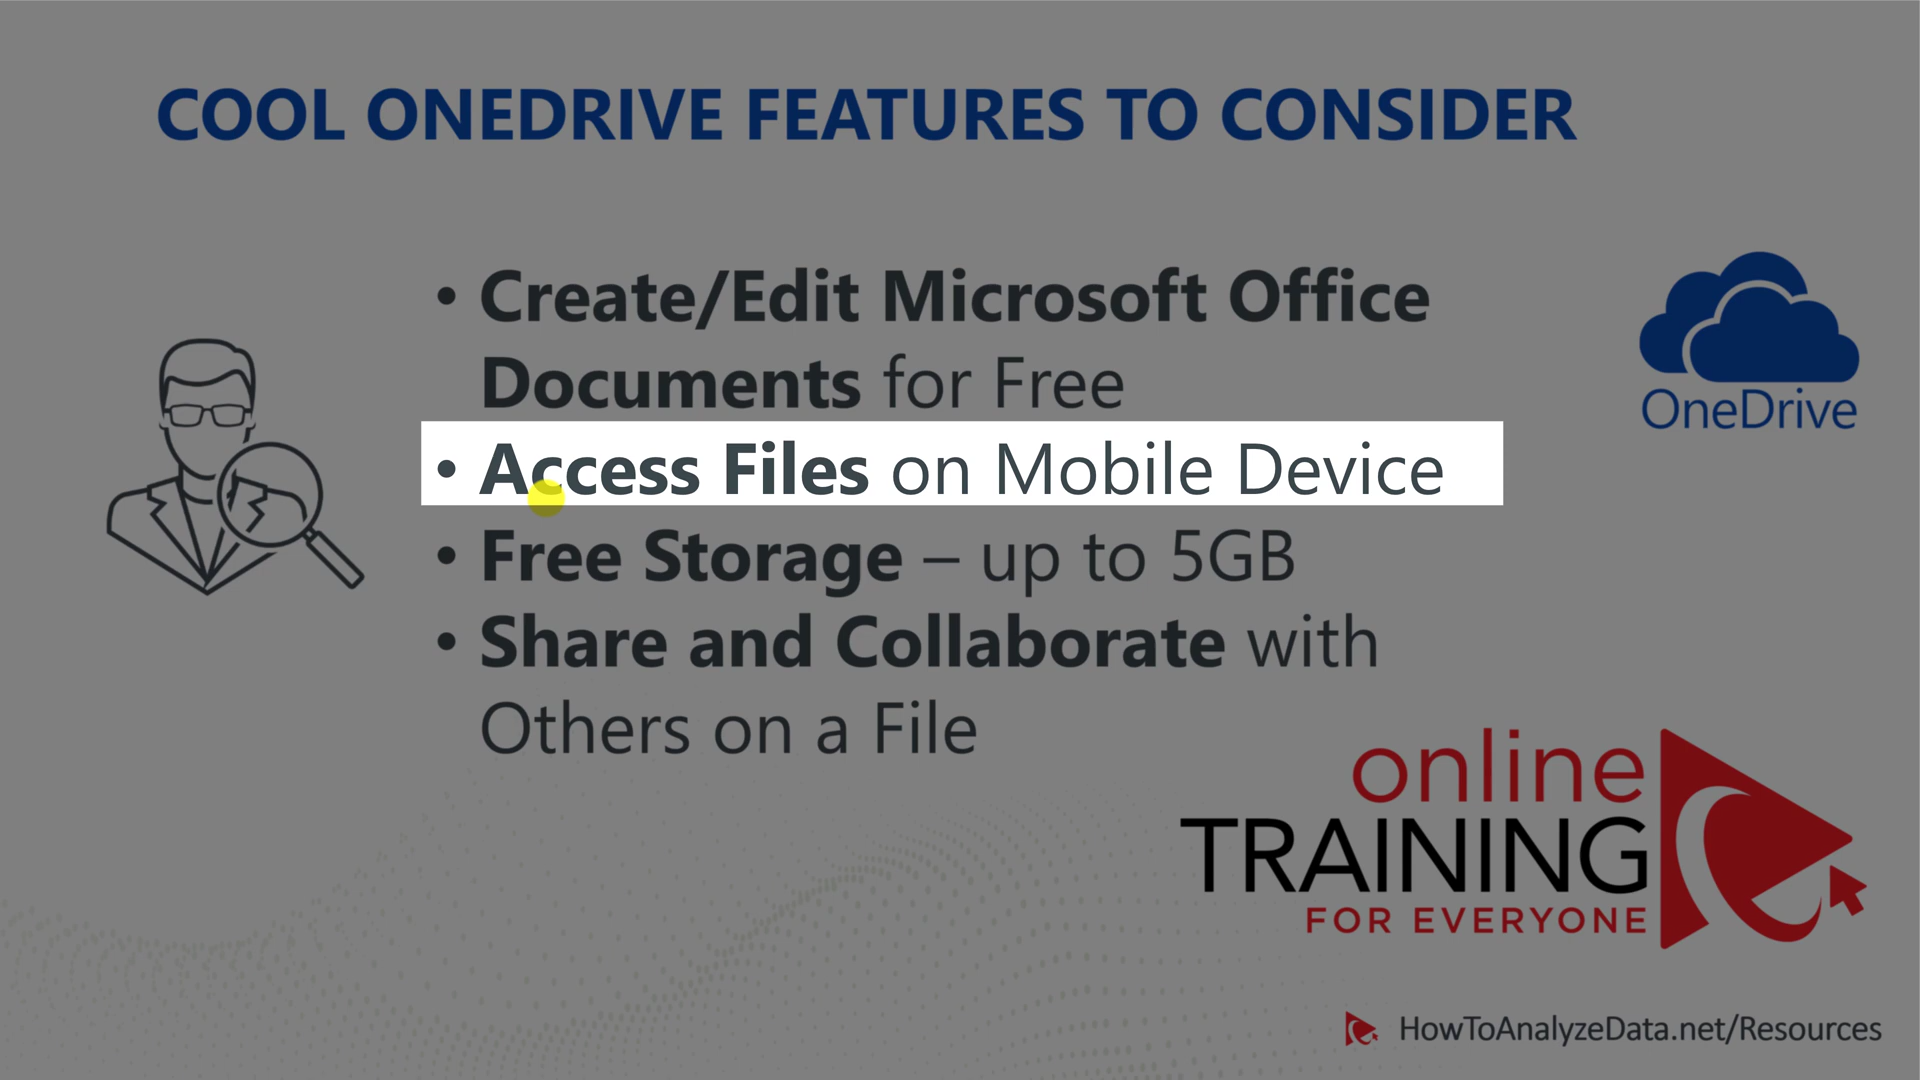 COOL ONEDRIVE FEATURES TO CONSIDER
• Create/Edit Microsoft Office
Documents for Free
• Access Files on Mobile Device
• Free Storage – up to 5GB
• Share and Collaborate with
Others on a File
OneDrive
online
TRAINING
FOR EVERYONE
HowToAnalyzeData.net/Resources